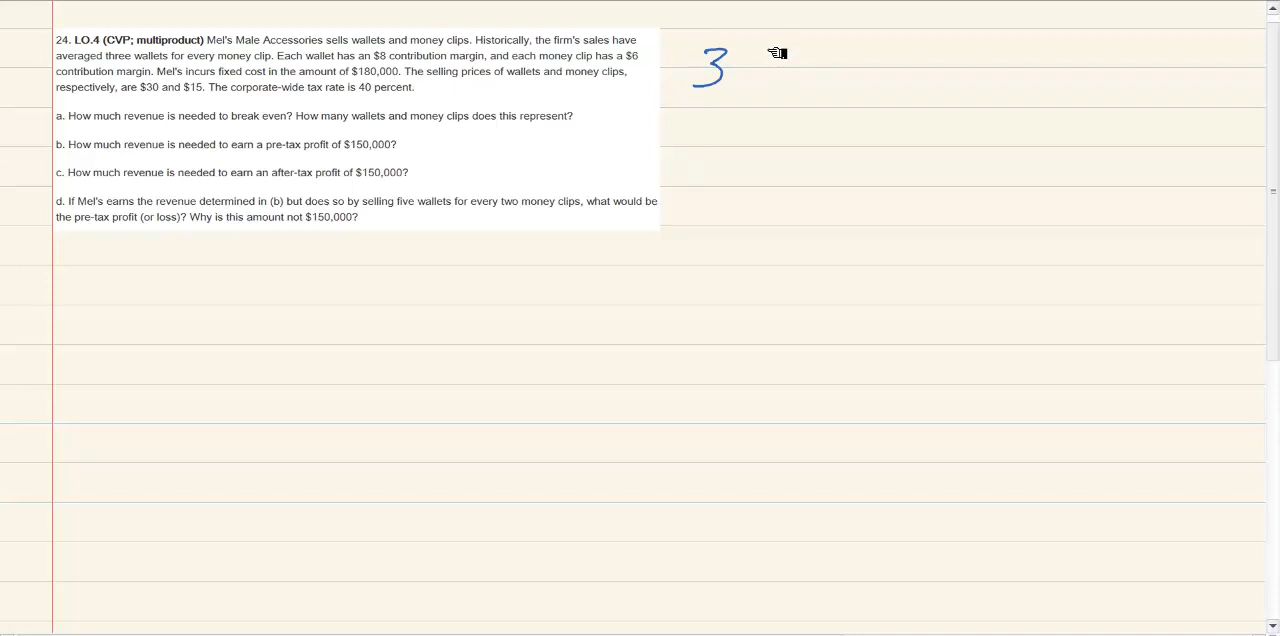 24. LO.4 (CVP; multiproduct) Mel's Male Accessories sells wallets and money clips. Historically, the firm's sales have
averaged three wallets for every money clip. Each wallet has an $8 contribution margin, and each money clip has a $6
contribution margin. Mel's incurs fixed cost in the amount of $180,000. The selling prices of wallets and money clips,
respectively, are $30 and $15. The corporate-wide tax rate is 40 percent.
a. How much revenue is needed to break even? How many wallets and money clips does this represent?
b. How much revenue is needed to earn a pre-tax profit of $150,000?
c. How much revenue is needed to earn an after-tax profit of $150,000?
d. If Mel's earns the revenue determined in (b) but does so by selling five wallets for every two money clips, what would be
the pre-tax profit (or loss)? Why is this amount not $150,000?
3